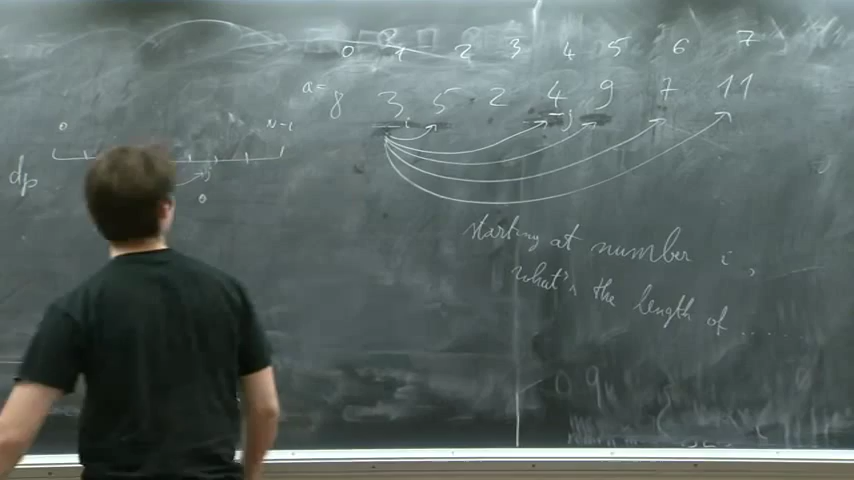 0 1 2 3 4 5 6 7
a= 8 3 5 2 4 9 7 11
i j
0 N-1
dp
j
0
starting at number i,
what's the length of .....